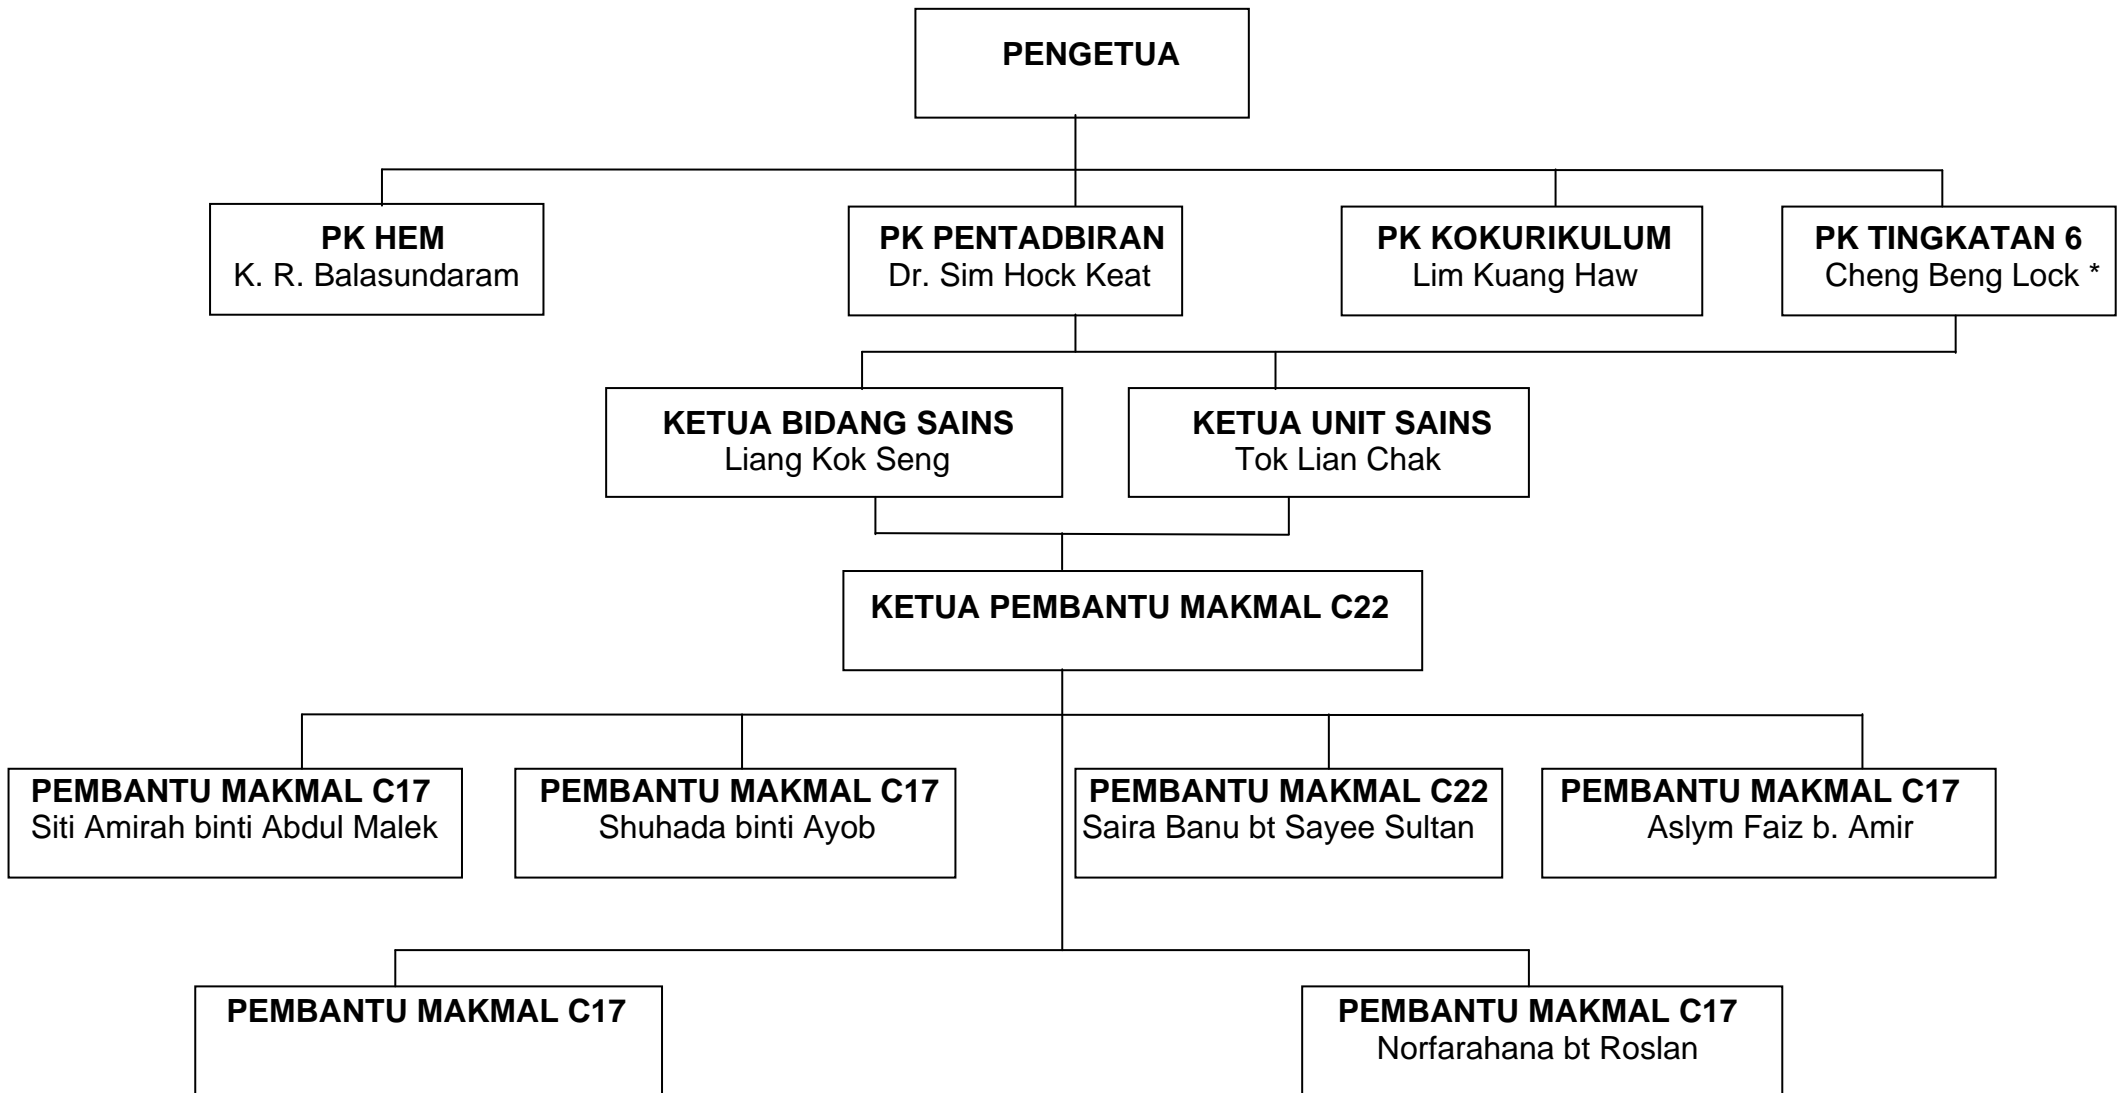 PENGETUA
PK HEM
K. R. Balasundaram
PK PENTADBIRAN
Dr. Sim Hock Keat
PK KOKURIKULUM
Lim Kuang Haw
PK TINGKATAN 6
Cheng Beng Lock *
KETUA BIDANG SAINS
Liang Kok Seng
KETUA UNIT SAINS
Tok Lian Chak
KETUA PEMBANTU MAKMAL C22
PEMBANTU MAKMAL C17
Siti Amirah binti Abdul Malek
PEMBANTU MAKMAL C17
Shuhada binti Ayob
PEMBANTU MAKMAL C22
Saira Banu bt Sayee Sultan
PEMBANTU MAKMAL C17
Aslym Faiz b. Amir
PEMBANTU MAKMAL C17
PEMBANTU MAKMAL C17
Norfarahana bt Roslan